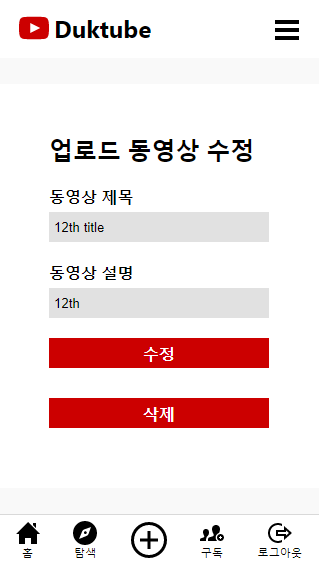 Duktube
업로드 동영상 수정
동영상 제목
12th title
동영상 설명
12th
수정
삭제
홈 탐색 구독 로그아웃